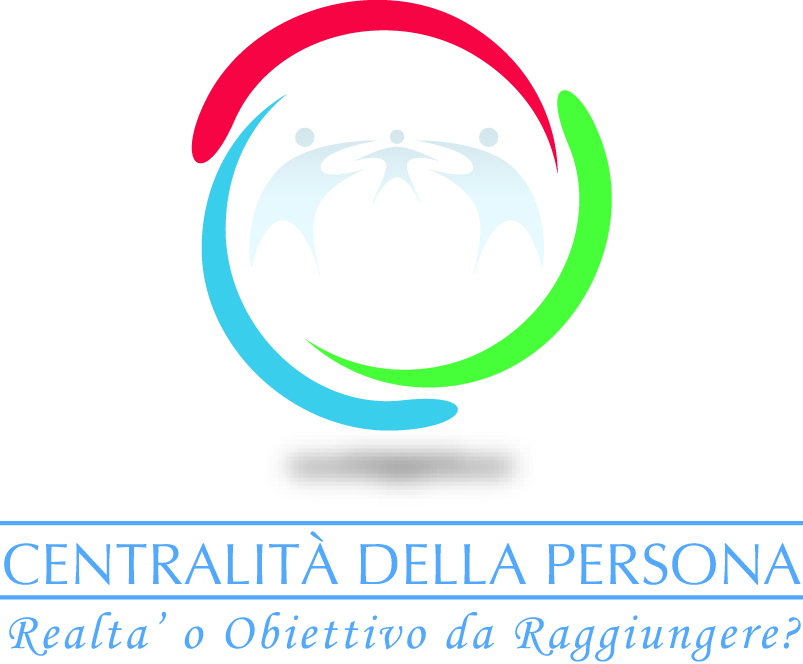 CENTRALITÀ DELLA PERSONA
Realta' o Obiettivo da Raggiungere?